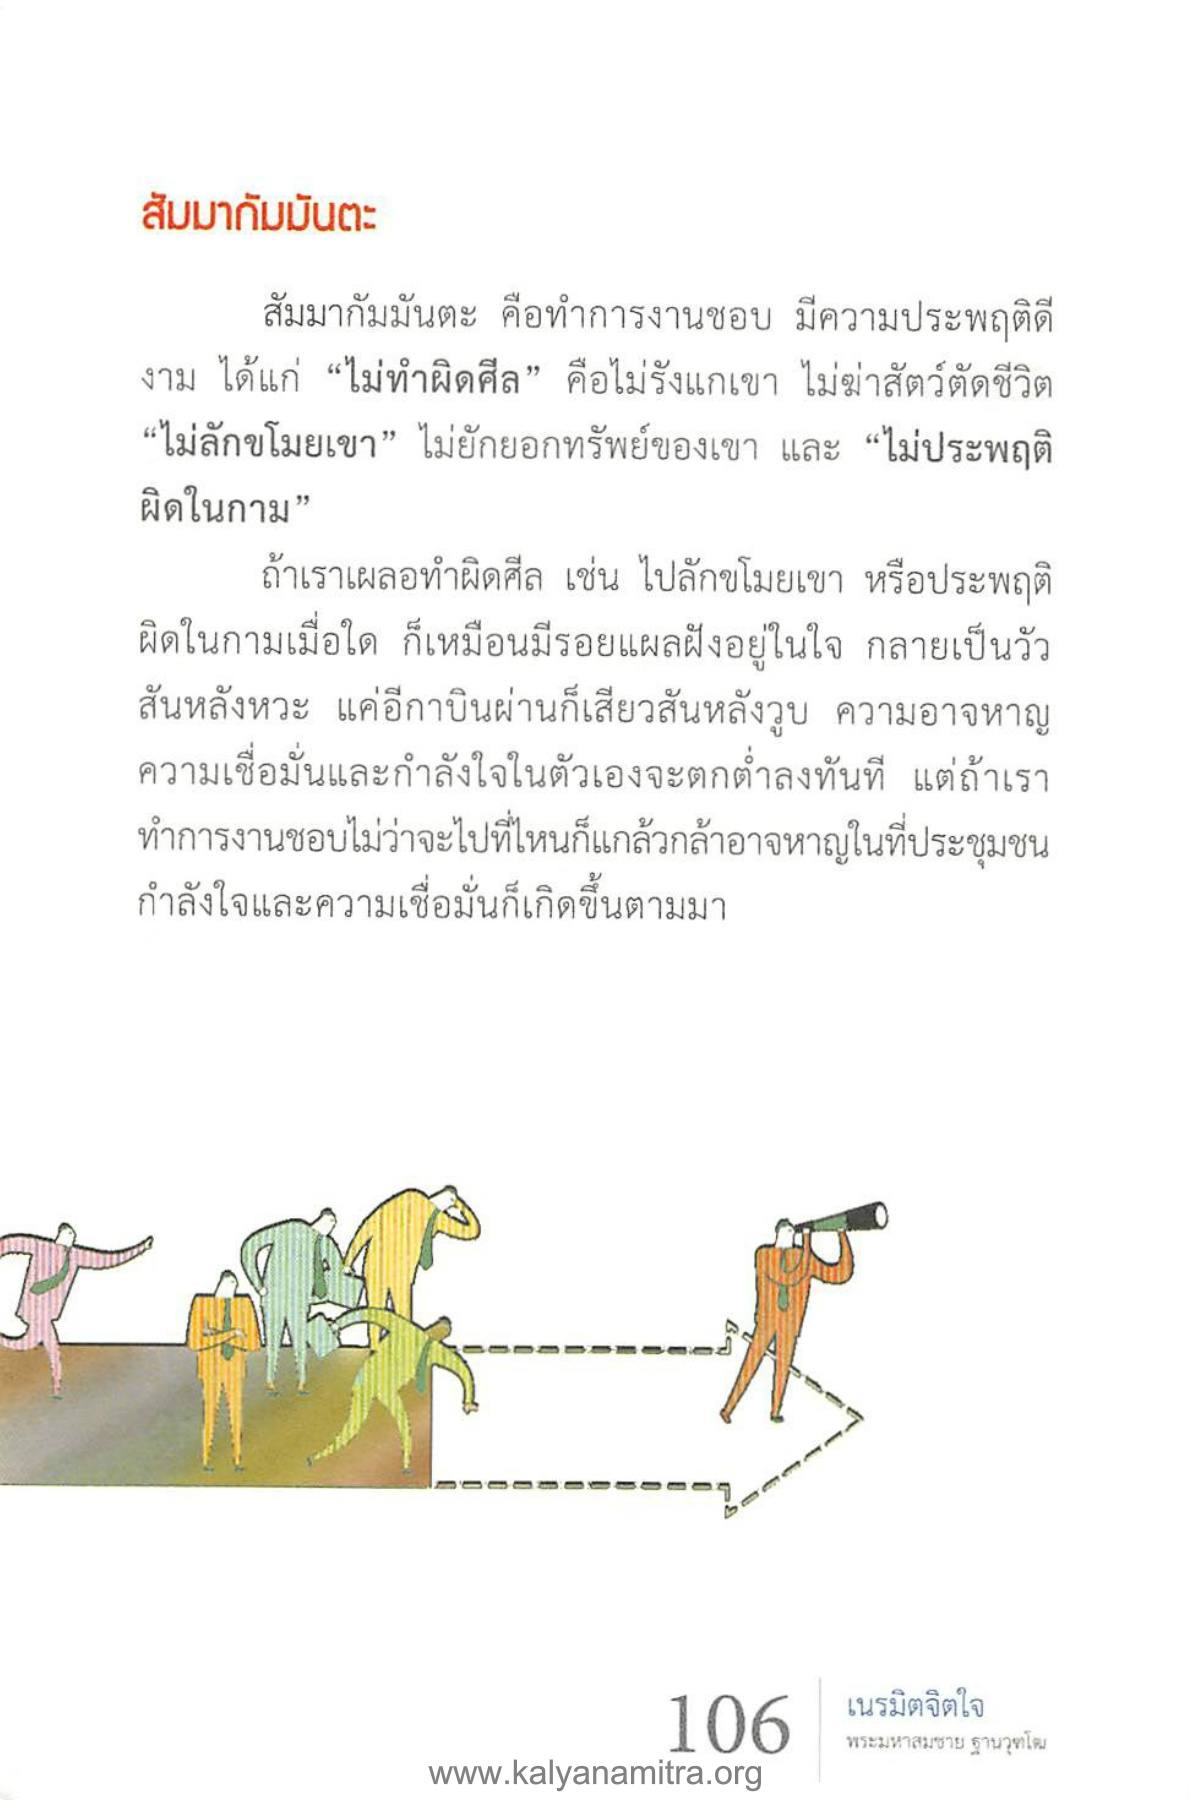 สัมมากัมมันตะ
สัมมากัมมันตะ คือทำการงานชอบ มีความประพฤติดี
งาม ได้แก่ “ไม่ทำผิดศีล” คือไม่รังแกเขา ไม่ฆ่าสัตว์ตัดชีวิต
“ไม่ลักขโมยเขา” ไม่ยักยอกทรัพย์ของเขา และ “ไม่ประพฤติ
ผิดในกาม”
ถ้าเราเผลอทำผิดศีล เช่น ไปลักขโมยเขา หรือประพฤติ
ผิดในกามเมื่อใด ก็เหมือนมีรอยแผลฝังอยู่ในใจ กลายเป็นวัว
สันหลังหวะ แค่อีกาบินผ่านก็เสียวสันหลังวูบ ความอาจหาญ
ความเชื่อมั่นและกำลังใจในตัวเองจะตกต่ำลงทันที แต่ถ้าเรา
ทำการงานชอบไม่ว่าจะไปที่ไหนก็แกล้วกล้าอาจหาญในที่ประชุมชน
กำลังใจและความเชื่อมั่นก็เกิดขึ้นตามมา
106
เนรมิตจิตใจ
พระมหาสมชาย ฐานวุฑโฒ
www.kalyanamitra.org